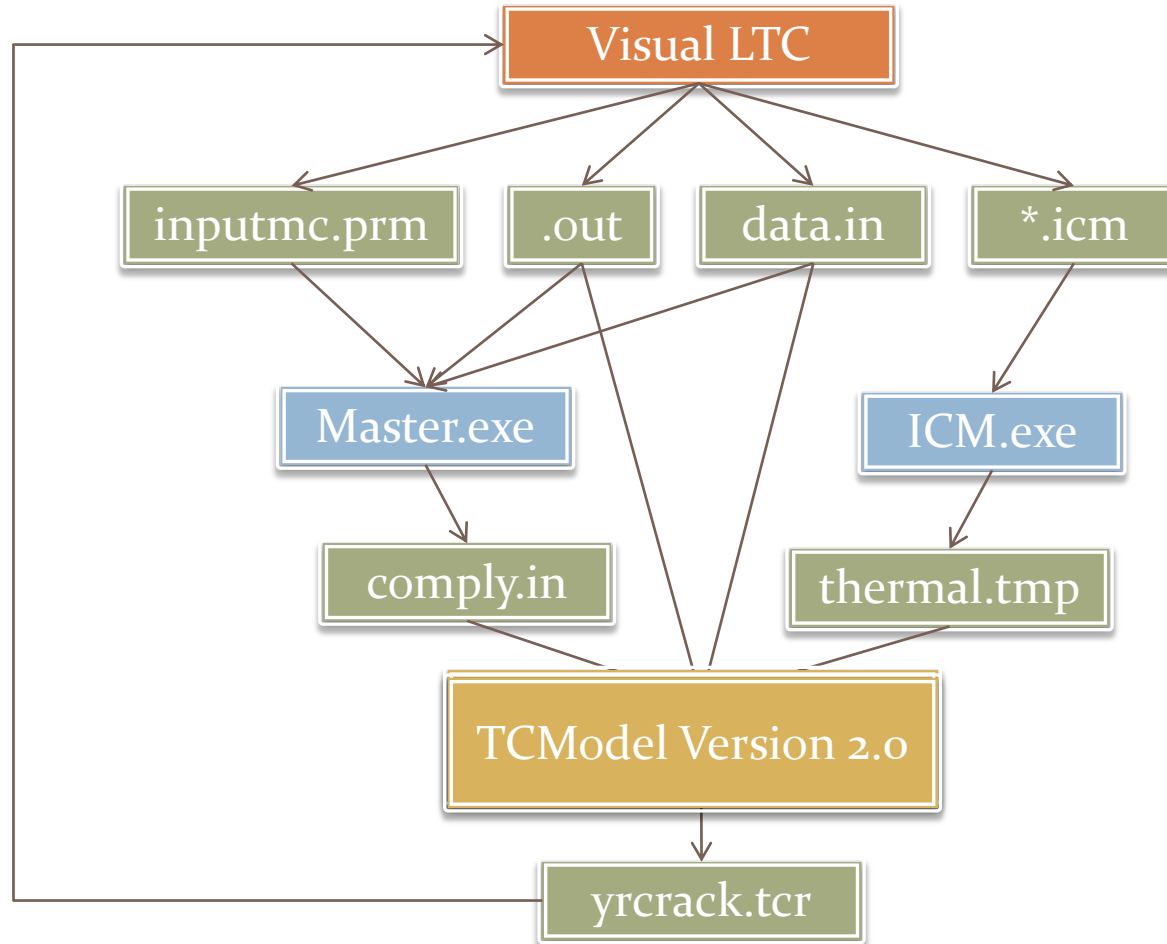 Visual LTC
inputmc.prm
.out
data.in
*.icm
Master.exe
ICM.exe
comply.in
thermal.tmp
TCModel Version 2.0
yrcrack.tcr